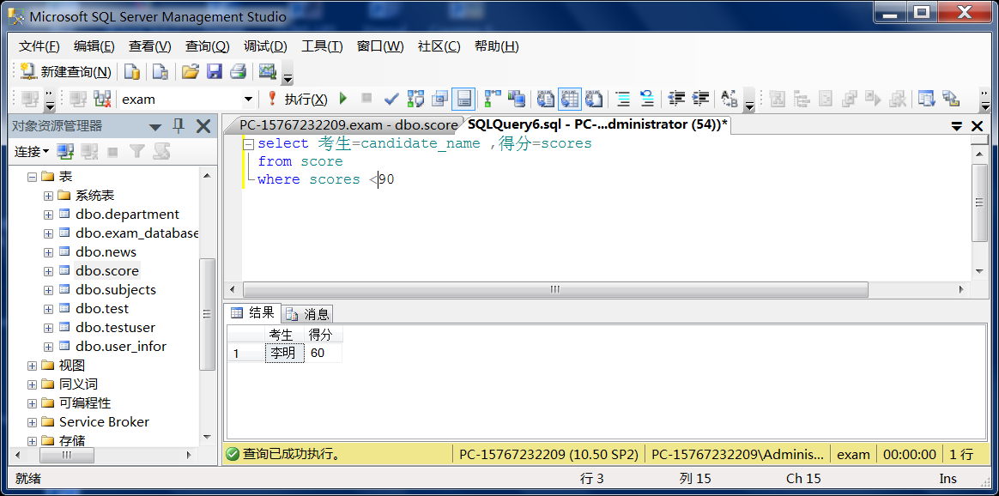 Microsoft SQL Server Management Studio
文件(F) 编辑(E) 查看(V) 查询(Q) 调试(D) 工具(T) 窗口(W) 社区(C) 帮助(H)
新建查询(N)
exam 执行(X)
对象资源管理器
PC-15767232209.exam - dbo.score SQLQuery6.sql - PC-...dministrator (54))*
连接
select 考生=candidate_name ,得分=scores
from score
where scores <90
表
系统表
dbo.department
dbo.exam_database
dbo.news
dbo.score
dbo.subjects
dbo.test
dbo.testuser
dbo.user_infor
视图
同义词
可编程性
Service Broker
存储
结果 消息
考生 得分
1 李明 60
查询已成功执行。 PC-15767232209 (10.50 SP2) PC-15767232209\Adminis... exam 00:00:00 1 行
就绪 行 3 列 15 Ch 15 Ins